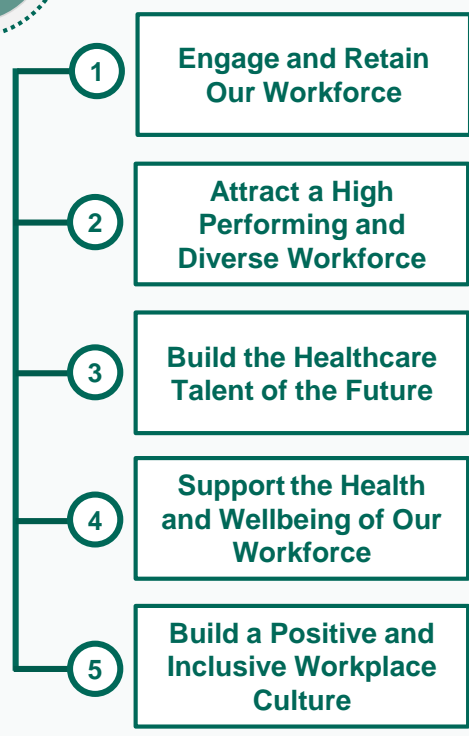 1
Engage and Retain
Our Workforce
2
Attract a High
Performing and
Diverse Workforce
3
Build the Healthcare
Talent of the Future
4
Support the Health
and Wellbeing of Our
Workforce
5
Build a Positive and
Inclusive Workplace
Culture